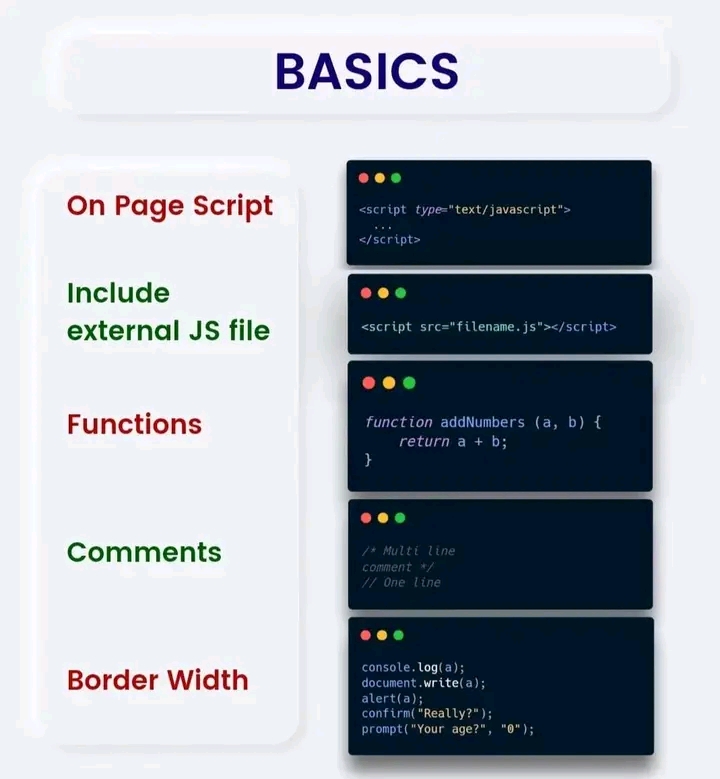 BASICS
On Page Script
<script type="text/javascript">
...
</script>
Include
external JS file
<script src="filename.js"></script>
Functions
function addNumbers (a, b) {
return a + b;
}
Comments
/* Multi line
comment */
// One line
Border Width
console.log(a);
document.write(a);
alert(a);
confirm("Really?");
prompt("Your age?", "0");